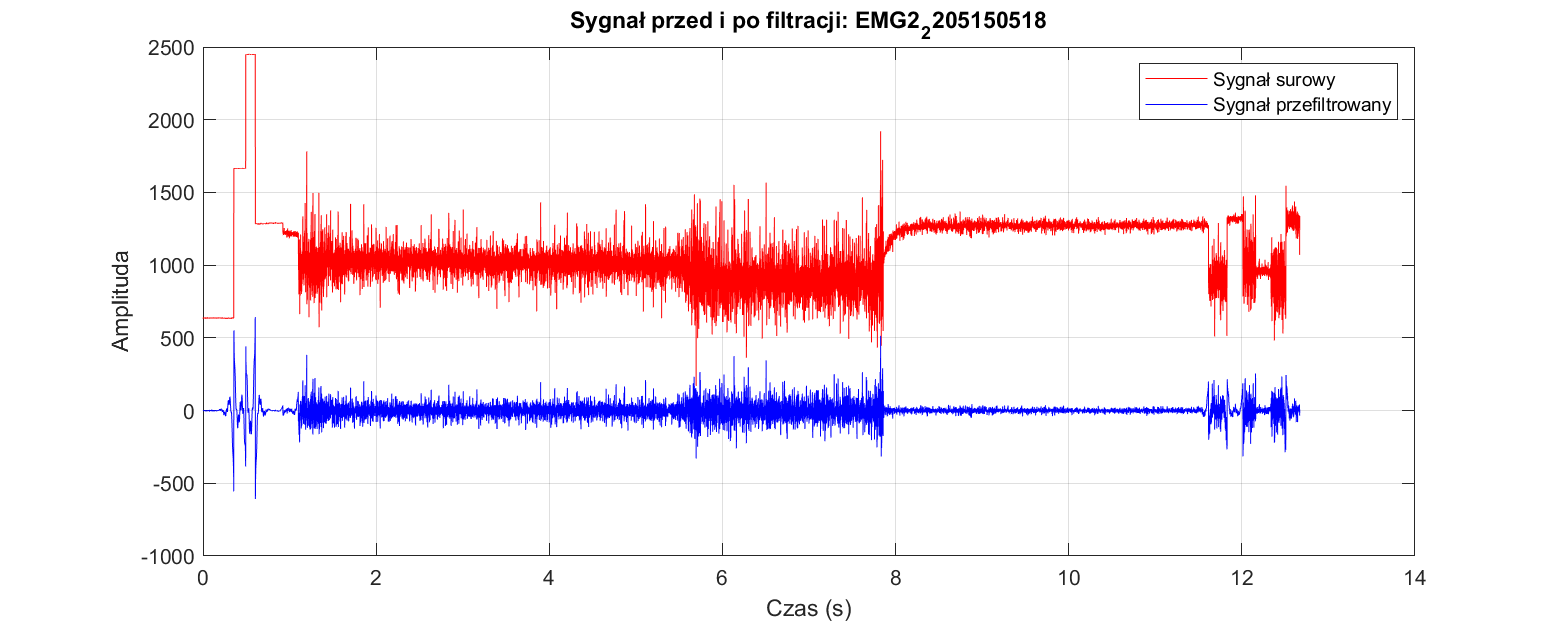 Sygnał przed i po filtracji: EMG2₂205150518
2500
2000
1500
1000
500
0
-500
-1000
Amplituda
Sygnał surowy
Sygnał przefiltrowany
0 2 4 6 8 10 12 14
Czas (s)